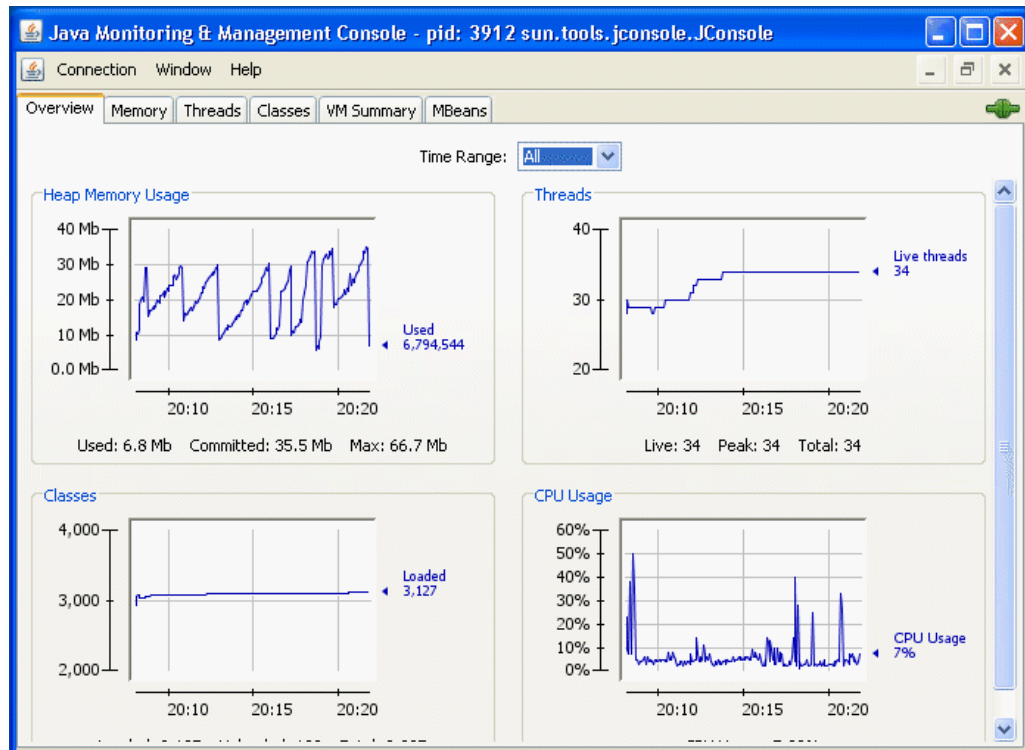 Java Monitoring & Management Console - pid: 3912 sun.tools.jconsole.JConsole
Connection Window Help
Overview Memory Threads Classes VM Summary MBeans
Time Range: All
Heap Memory Usage
40 Mb
30 Mb
20 Mb
10 Mb
0.0 Mb
Used
6,794,544
20:10 20:15 20:20
Used: 6.8 Mb Committed: 35.5 Mb Max: 66.7 Mb
Threads
40
30
20
Live threads
34
20:10 20:15 20:20
Live: 34 Peak: 34 Total: 34
Classes
4,000
3,000
2,000
Loaded
3,127
20:10 20:15 20:20
CPU Usage
60%
50%
40%
30%
20%
10%
0%
CPU Usage
7%
20:10 20:15 20:20